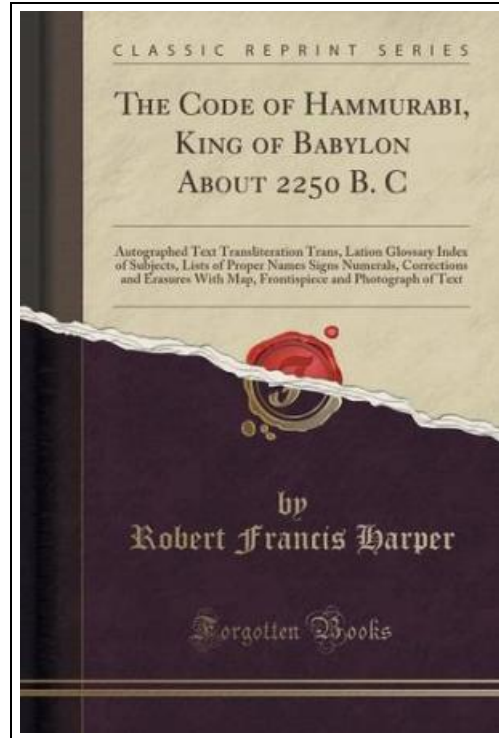 CLASSIC REPRINT SERIES
THE CODE OF HAMMURABI,
KING OF BABYLON
ABOUT 2250 B. C
Autographed Text Transliteration Trans, Lation Glossary Index
of Subjects, Lists of Proper Names Signs Numerals, Corrections
and Erasures With Map, Frontispiece and Photograph of Text
by
Robert Francis Harper
Forgotten Books